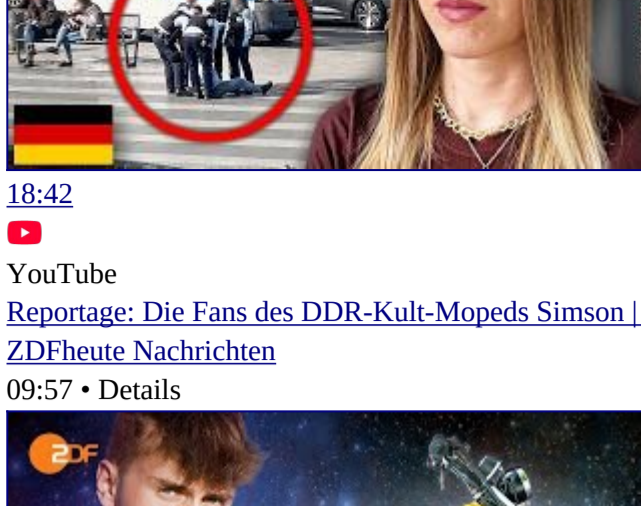 18:42
YouTube
Reportage: Die Fans des DDR-Kult-Mopeds Simson |
ZDFheute Nachrichten
09:57 • Details
ZDF